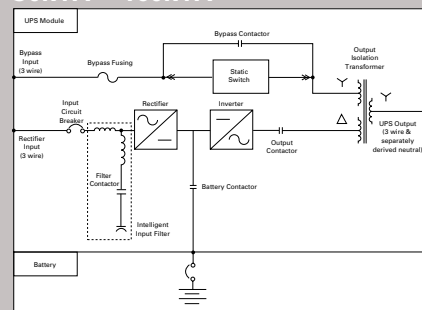 UPS Module
Bypass Contactor
Bypass
Input
(3 wire)
Bypass Fusing
Static
Switch
Output
Isolation
Transformer
Input
Circuit
Breaker
Rectifier
Inverter
Rectifier
Input
(3 wire)
Output
Contactor
UPS Output
(3 wire &
separately
derived neutral)
Filter
Contactor
Battery Contactor
Intelligent
Input Filter
Battery